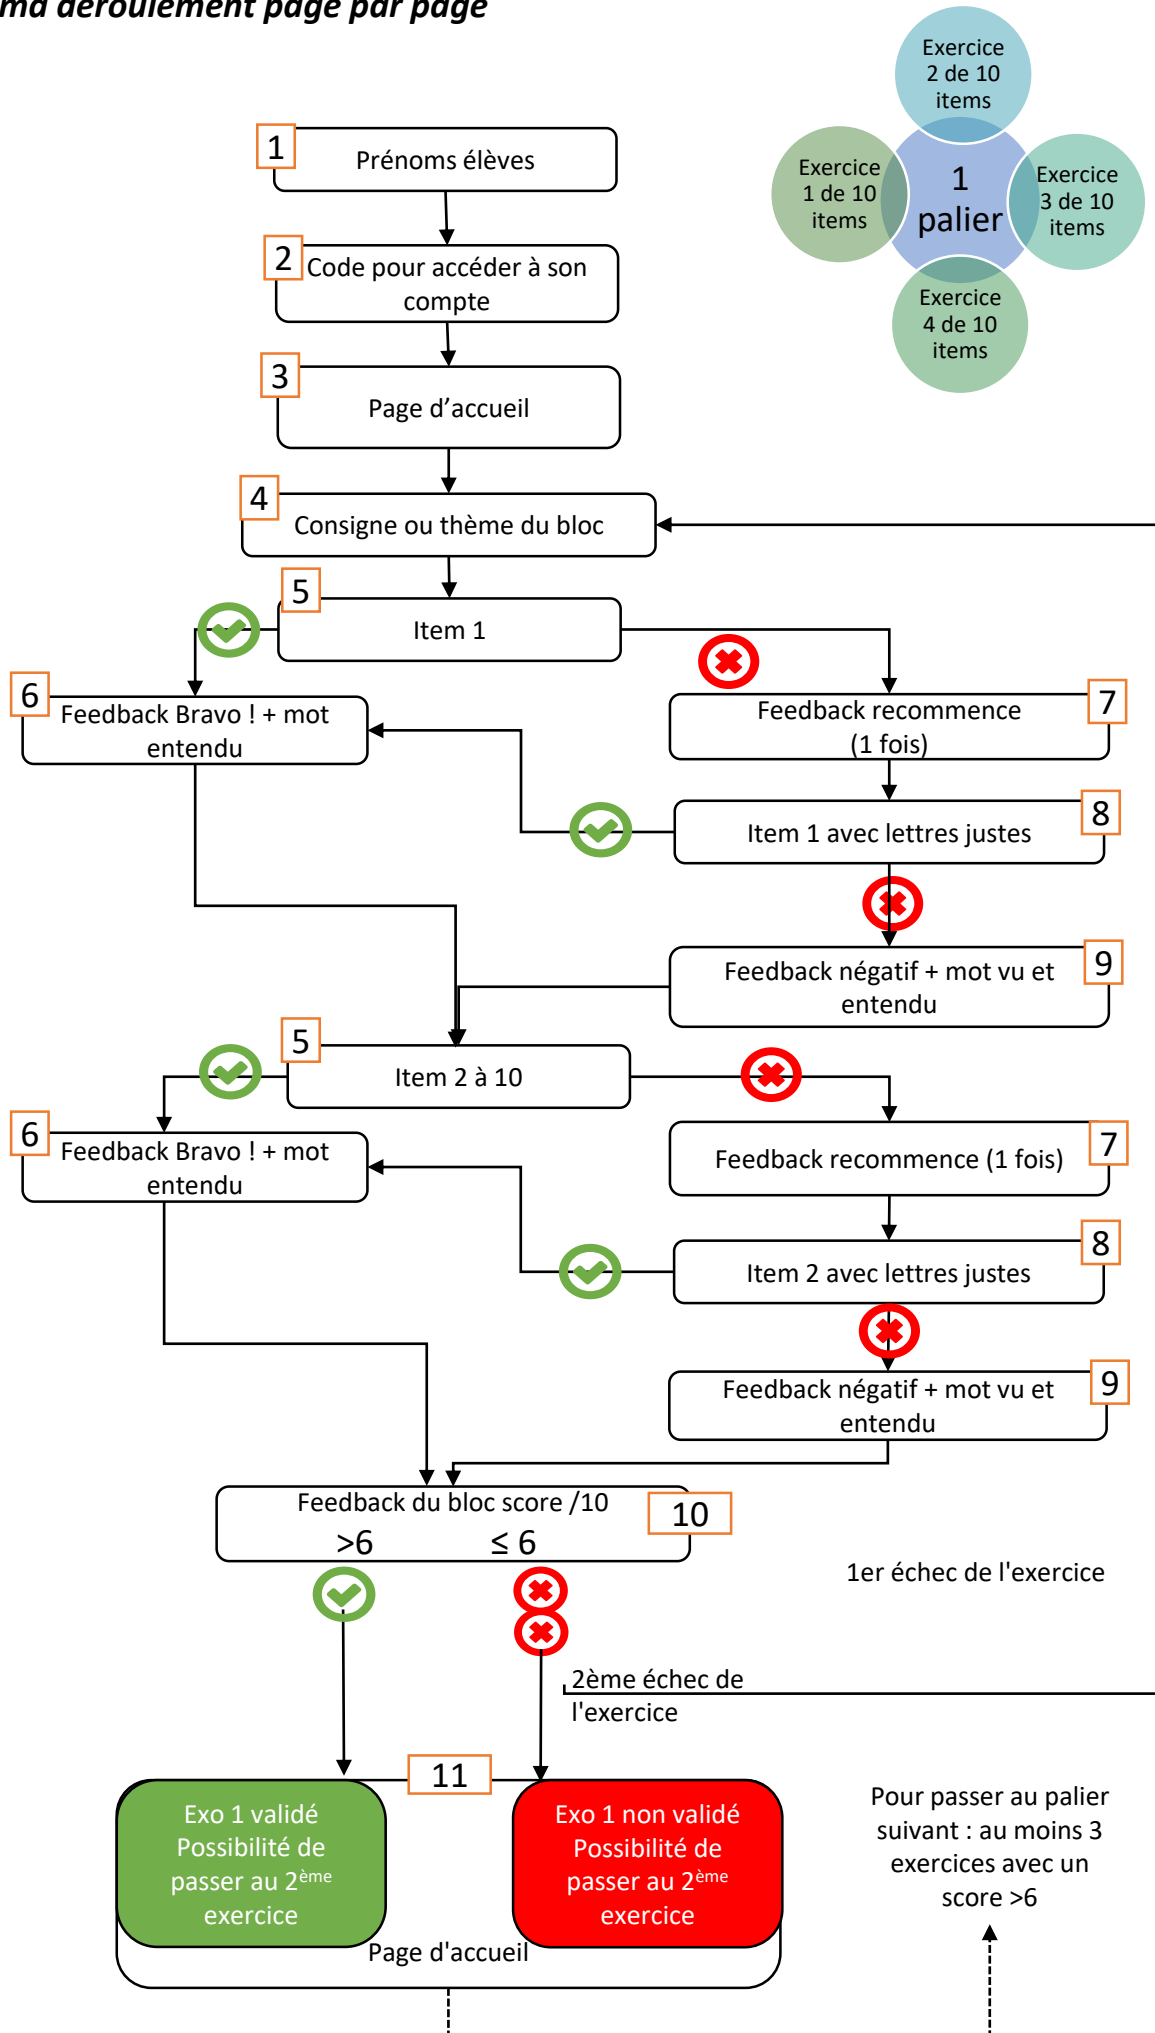 ma déroulement page par page
Exercice
2 de 10
items
Exercice
1 de 10
items
1
palier
Exercice
3 de 10
items
Exercice
4 de 10
items
1
Prénoms élèves
2
Code pour accéder à son
compte
3
Page d’accueil
4
Consigne ou thème du bloc
5
Item 1
6
Feedback Bravo ! + mot
entendu
7
Feedback recommence
(1 fois)
8
Item 1 avec lettres justes
9
Feedback négatif + mot vu et
entendu
5
Item 2 à 10
6
Feedback Bravo ! + mot
entendu
7
Feedback recommence (1 fois)
8
Item 2 avec lettres justes
9
Feedback négatif + mot vu et
entendu
Feedback du bloc score /10
10
>6 ≤ 6
1er échec de l'exercice
2ème échec de
l'exercice
11
Exo 1 validé
Possibilité de
passer au 2ème
exercice
Exo 1 non validé
Possibilité de
passer au 2ème
exercice
Page d'accueil
Pour passer au palier
suivant : au moins 3
exercices avec un
score >6